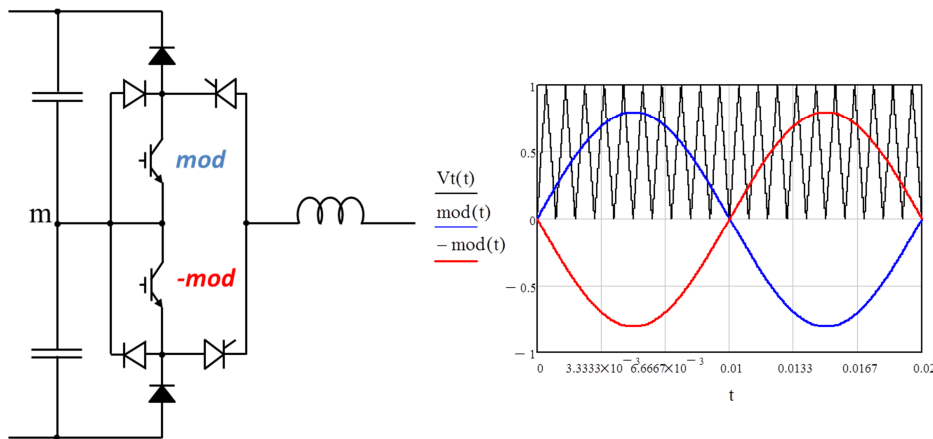 mod
m
-mod
Vt(t)
mod(t)
− mod(t)
1
0.5
0
− 0.5
− 1
0 3.3333×10⁻³ 6.6667×10⁻³ 0.01 0.0133 0.0167 0.02
t